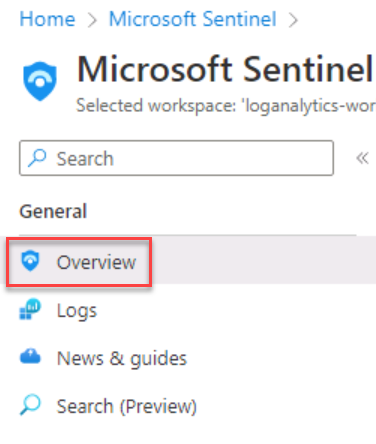 Home > Microsoft Sentinel >
Microsoft Sentinel
Selected workspace: 'loganalytics-wor
Search «
General
Overview
Logs
News & guides
Search (Preview)